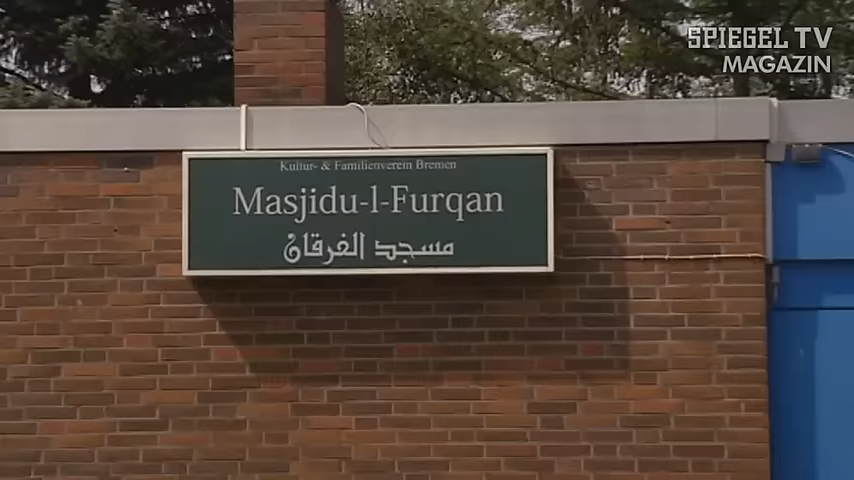 SPIEGEL TV
MAGAZIN
Kultur- & Familienverein Bremen
Masjidu-l-Furqan
مسجد الفرقان